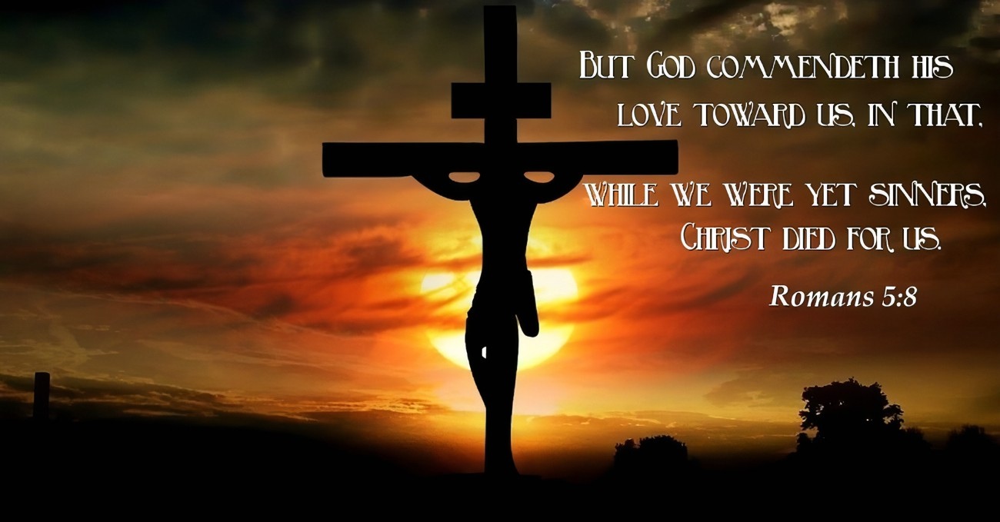 But God commendeth his
love toward us, in that,
while we were yet sinners,
Christ died for us.
Romans 5:8